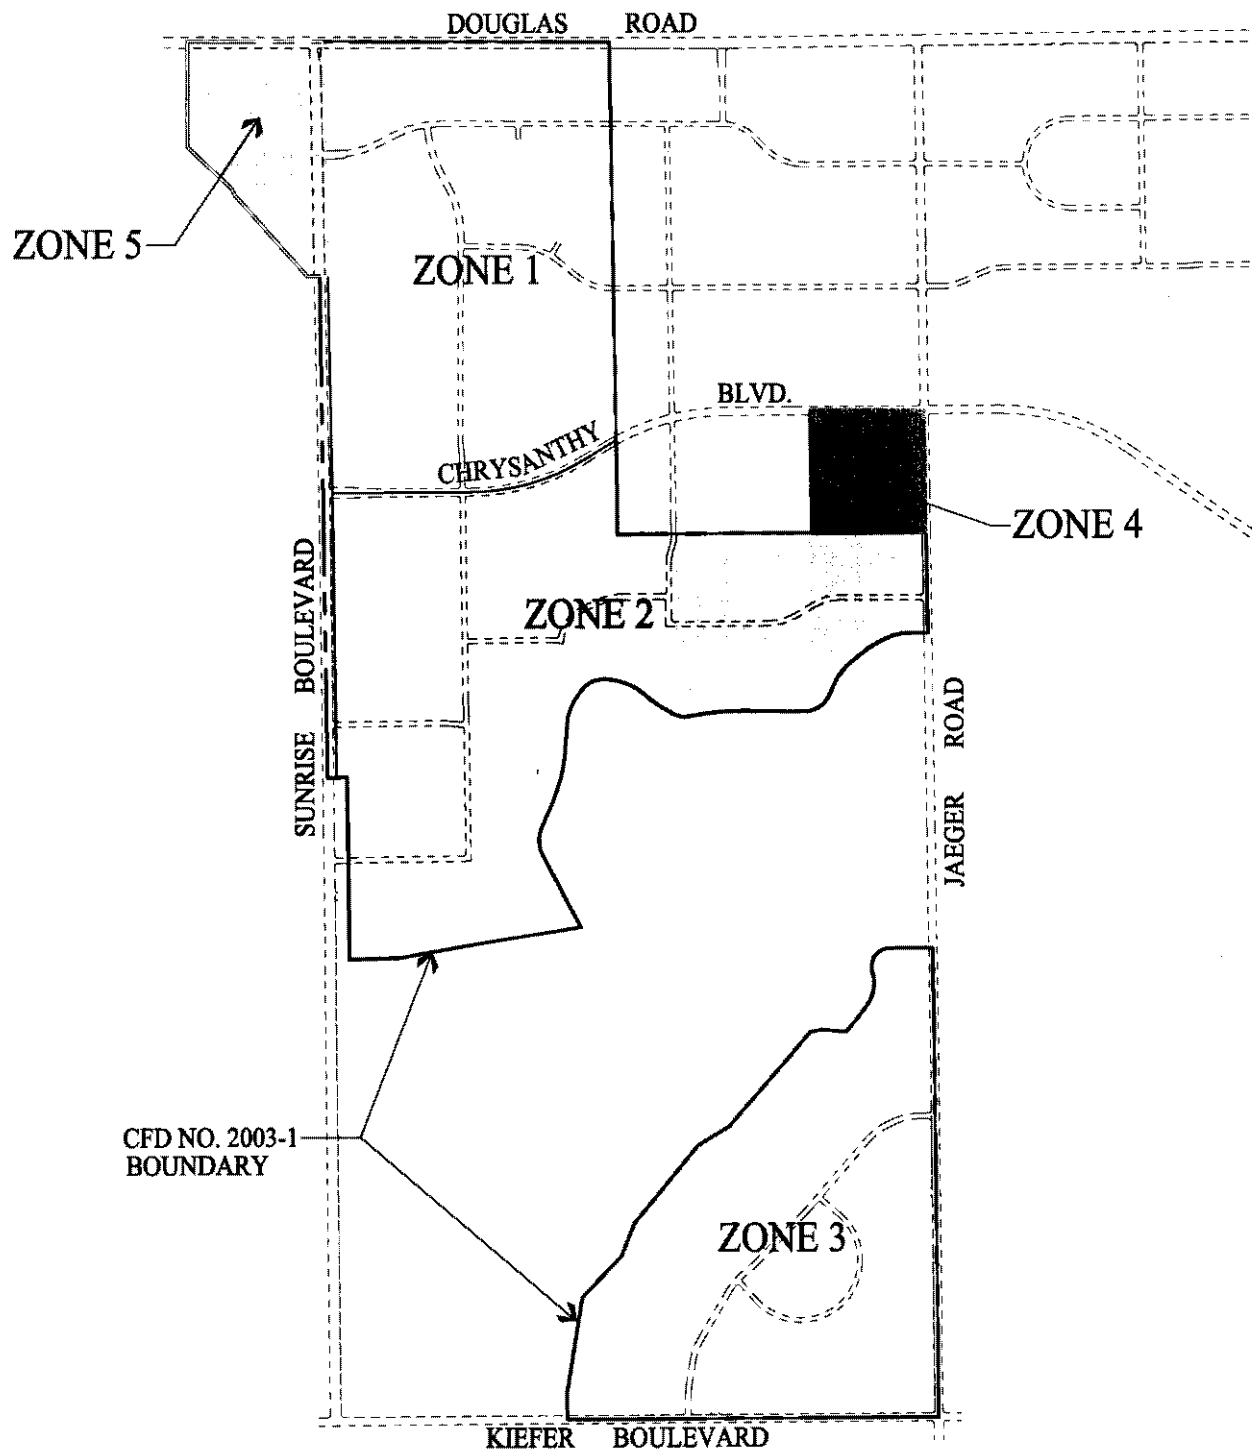 DOUGLAS ROAD
ZONE 5
ZONE 1
BLVD.
CHRYSANTHY
ZONE 4
SUNRISE BOULEVARD
ZONE 2
JAEGER ROAD
CFD NO. 2003-1
BOUNDARY
ZONE 3
KIEFER BOULEVARD